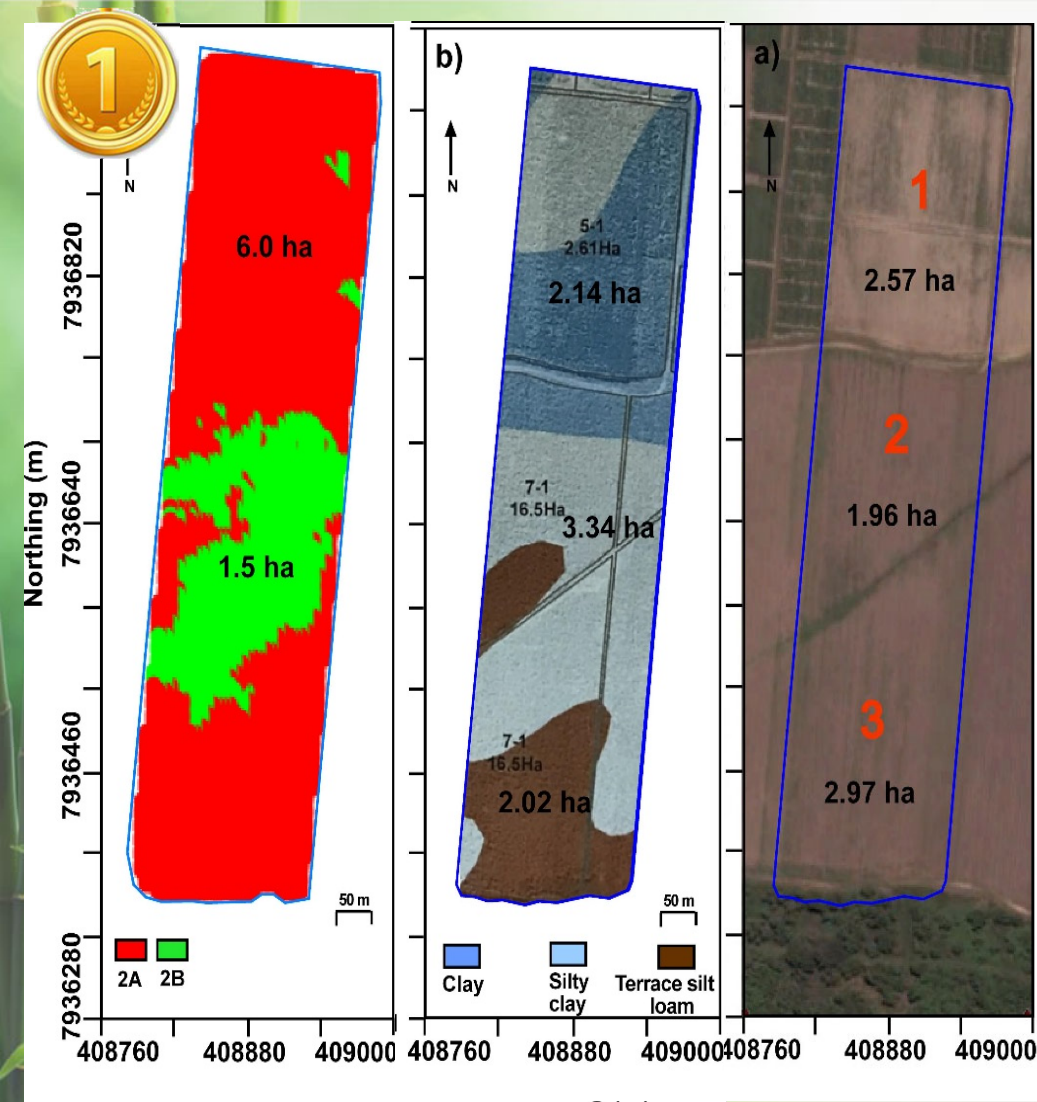 1
N
6.0 ha
1.5 ha
50 m
2A
2B
Northing (m)
7936820
7936640
7936460
7936280
408760
408880
409000
b)
N
5-1
2.61Ha
2.14 ha
7-1
16.5Ha
3.34 ha
7-1
16.5Ha
2.02 ha
50 m
Clay
Silty
clay
Terrace silt
loam
408760
408880
409000
a)
N
1
2.57 ha
2
1.96 ha
3
2.97 ha
408760
408880
409000